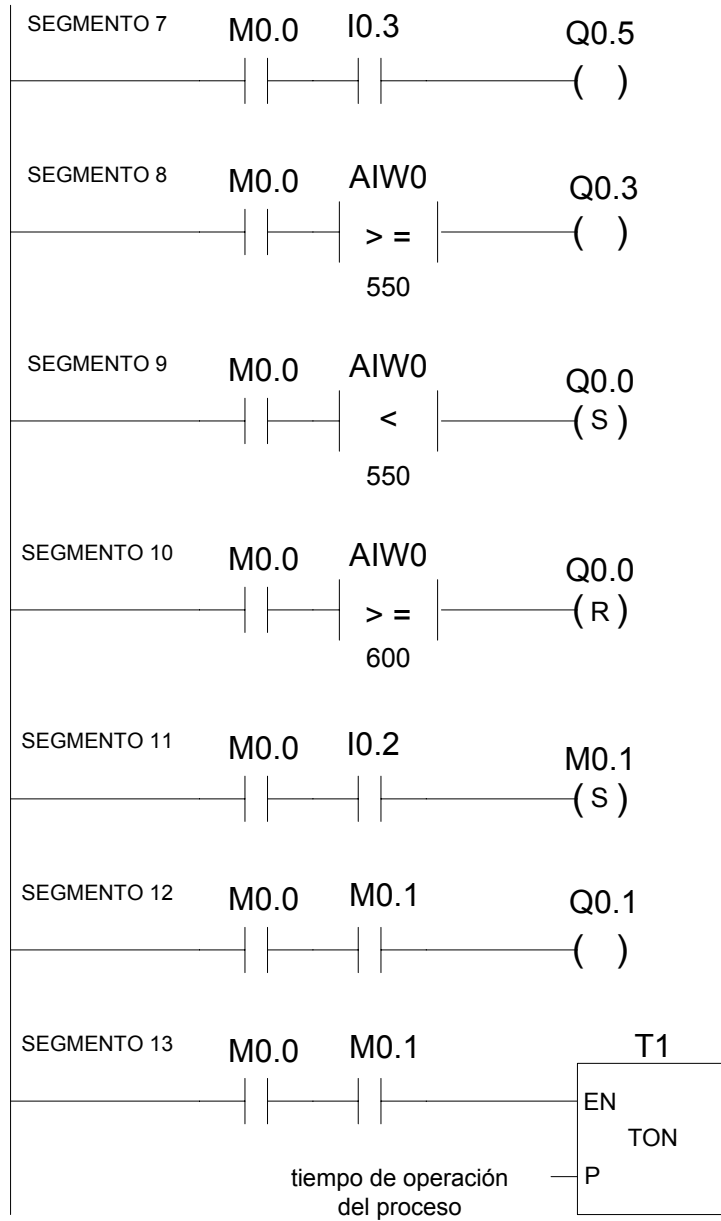 SEGMENTO 7
M0.0 I0.3 Q0.5
( )
SEGMENTO 8
M0.0 AIW0 Q0.3
> = ( )
550
SEGMENTO 9
M0.0 AIW0 Q0.0
< ( S )
550
SEGMENTO 10
M0.0 AIW0 Q0.0
> = ( R )
600
SEGMENTO 11
M0.0 I0.2 M0.1
( S )
SEGMENTO 12
M0.0 M0.1 Q0.1
( )
SEGMENTO 13
M0.0 M0.1 T1
EN
TON
tiempo de operación P
del proceso